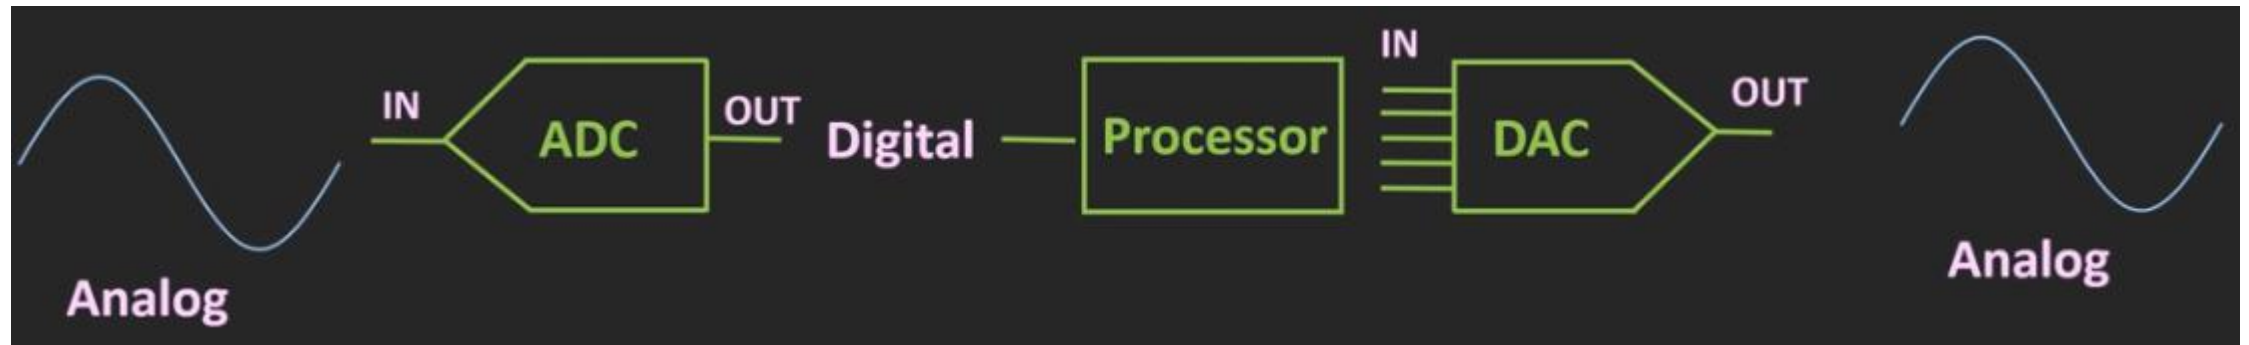 IN
ADC
OUT
Digital
Processor
IN
DAC
OUT
Analog
Analog